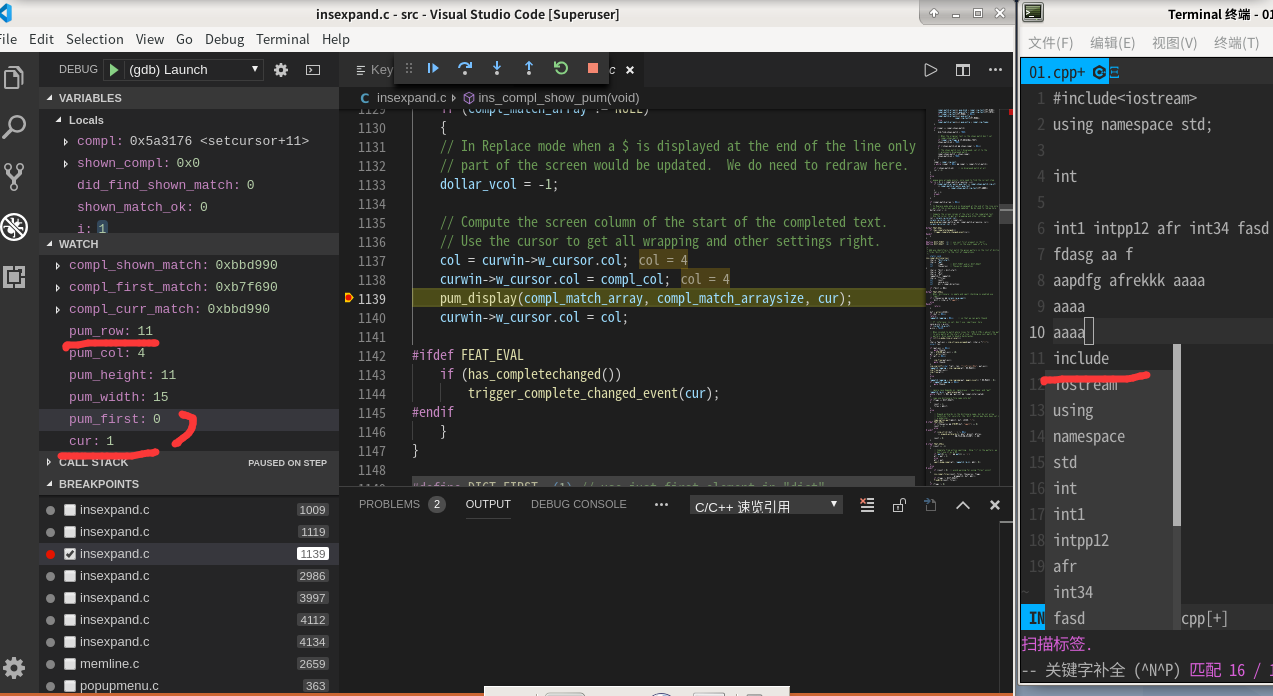 insexpand.c - src - Visual Studio Code [Superuser]
File Edit Selection View Go Debug Terminal Help
DEBUG (gdb) Launch
VARIABLES
Locals
compl: 0x5a3176 <setcursor+11>
shown_compl: 0x0
did_find_shown_match: 0
shown_match_ok: 0
i: 1
WATCH
compl_shown_match: 0xbbd990
compl_first_match: 0xb7f690
compl_curr_match: 0xbbd990
pum_row: 11
pum_col: 4
pum_height: 11
pum_width: 15
pum_first: 0
cur: 1
CALL STACK PAUSED ON STEP
BREAKPOINTS
insexpand.c 1009
insexpand.c 1119
insexpand.c 1139
insexpand.c 2986
insexpand.c 3997
insexpand.c 4112
insexpand.c 4134
memline.c 2659
popupmenu.c 363
Key c
insexpand.c ins_compl_show_pum(void)
1129 if (compl_match_array != NULL)
1130 {
1131 // In Replace mode when a $ is displayed at the end of the line only
1132 // part of the screen would be updated.  We do need to redraw here.
1133 dollar_vcol = -1;
1134
1135 // Compute the screen column of the start of the completed text.
1136 // Use the cursor to get all wrapping and other settings right.
1137 col = curwin->w_cursor.col; col = 4
1138 curwin->w_cursor.col = compl_col; col = 4
1139 pum_display(compl_match_array, compl_match_arraysize, cur);
1140 curwin->w_cursor.col = col;
1141
1142 #ifdef FEAT_EVAL
1143 if (has_completechanged())
1144 trigger_complete_changed_event(cur);
1145 #endif
1146 }
1147 }
1148
1149 #define DICT_FIRST (1) // use just first element in "dict"
PROBLEMS 2 OUTPUT DEBUG CONSOLE ··· C/C++ 速览引用
Terminal 终端 - 01
文件(F) 编辑(E) 视图(V) 终端(T)
01.cpp+
1 #include<iostream>
2 using namespace std;
3
4 int
5
6 int1 intpp12 afr int34 fasd
7 fdasg aa f
8 aapdfg afrekkk aaaa
9 aaaa
10 aaaa
11 include
12 iostream
13 using
14 namespace
15 std
16 int
17 int1
18 intpp12
19 afr
~ int34
IN fasd cpp[+]
扫描标签.
-- 关键字补全 (^N^P) 匹配 16 / 1